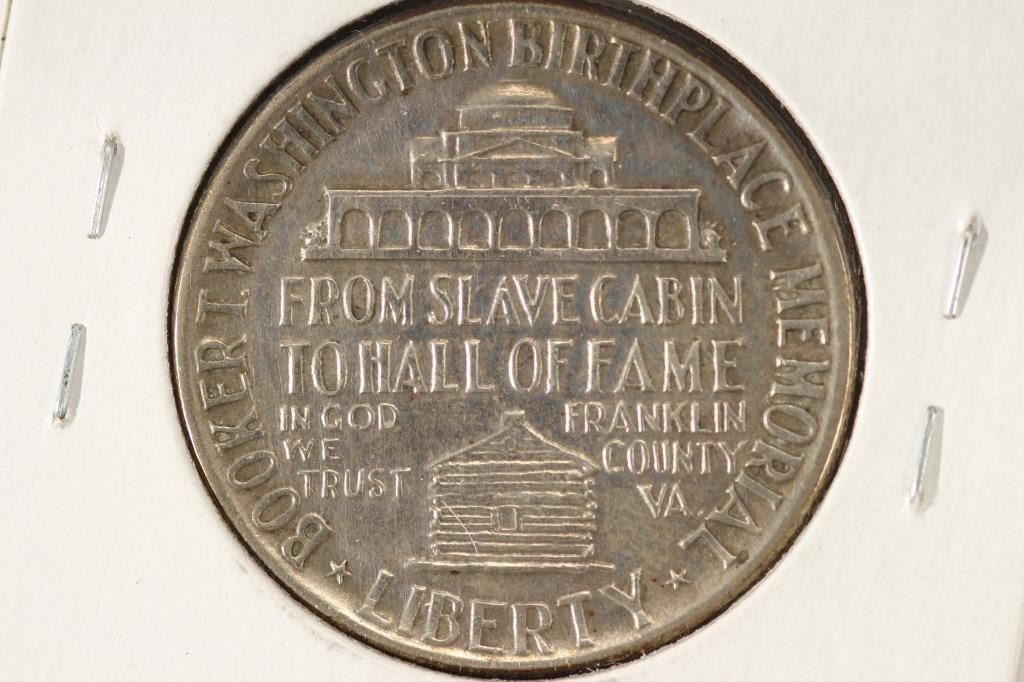 BOOKER T. WASHINGTON BIRTHPLACE MEMORIAL
FROM SLAVE CABIN
TO HALL OF FAME
IN GOD
WE
TRUST
FRANKLIN
COUNTY
VA.
LIBERTY